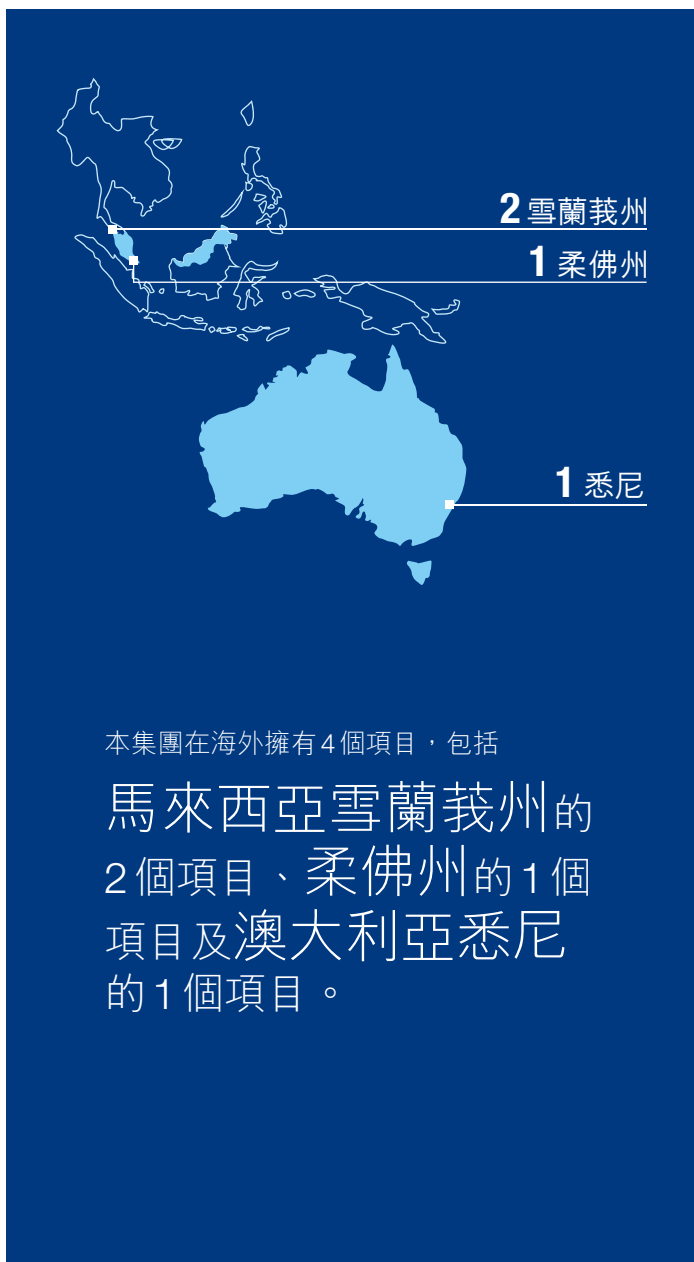 2 雪蘭莪州
1 柔佛州
1 悉尼
本集團在海外擁有4個項目，包括
馬來西亞雪蘭莪州的
2個項目、柔佛州的1個
項目及澳大利亞悉尼
的1個項目。